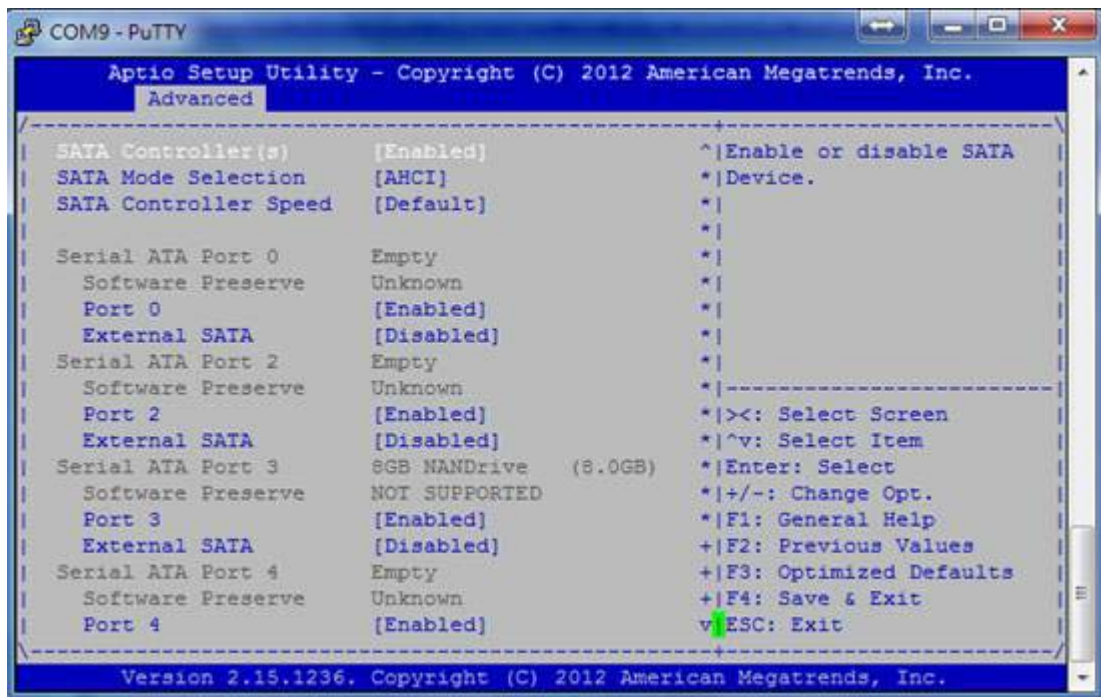 COM9 - PuTTY
Aptio Setup Utility - Copyright (C) 2012 American Megatrends, Inc.
Advanced
SATA Controller(s) [Enabled] ^|Enable or disable SATA
SATA Mode Selection [AHCI] *|Device.
SATA Controller Speed [Default] *|
*|
Serial ATA Port 0 Empty *|
Software Preserve Unknown *|
Port 0 [Enabled] *|
External SATA [Disabled] *|
Serial ATA Port 2 Empty *|
Software Preserve Unknown *|
Port 2 [Enabled] *|><: Select Screen
External SATA [Disabled] *|^v: Select Item
Serial ATA Port 3 8GB NANDrive (8.0GB) *|Enter: Select
Software Preserve NOT SUPPORTED *|+/-: Change Opt.
Port 3 [Enabled] *|F1: General Help
External SATA [Disabled] +|F2: Previous Values
Serial ATA Port 4 Empty +|F3: Optimized Defaults
Software Preserve Unknown +|F4: Save & Exit
Port 4 [Enabled] v|ESC: Exit
Version 2.15.1236. Copyright (C) 2012 American Megatrends, Inc.